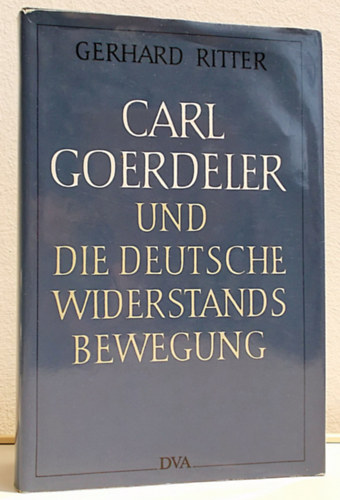 GERHARD RITTER
CARL
GOERDELER
UND
DIE DEUTSCHE
WIDERSTANDS
BEWEGUNG
DVA